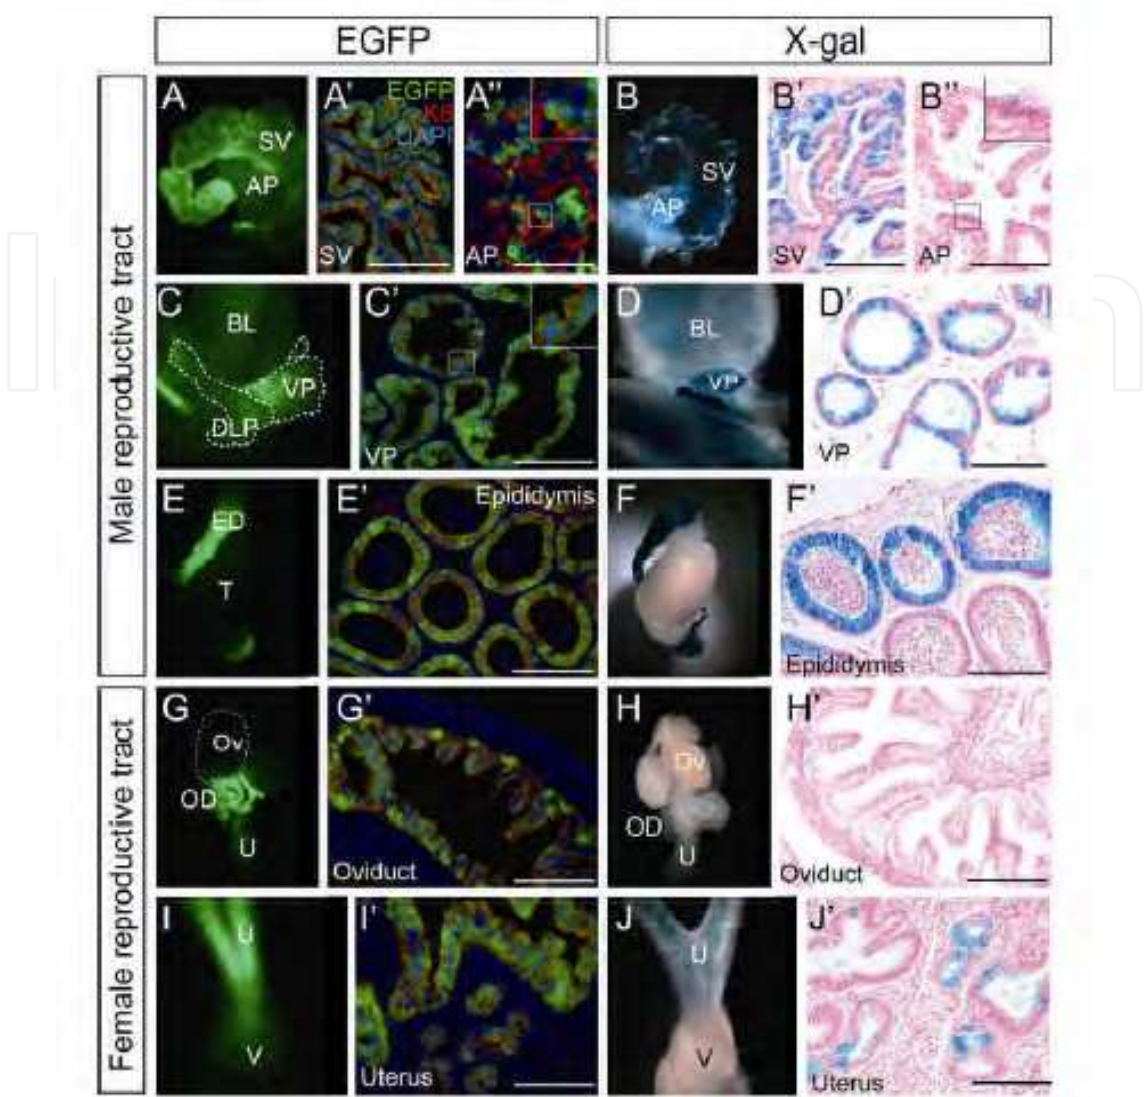 EGFP
X-gal
Male reproductive tract
A
SV
AP
A'
EGFP
K8
DAPI
SV
A"
AP
B
SV
AP
B'
SV
B"
AP
C
BL
VP
DLP
C'
VP
D
BL
VP
D'
VP
E
ED
T
E'
Epididymis
F
F'
Epididymis
Female reproductive tract
G
Ov
OD
U
G'
Oviduct
H
Ov
OD
U
H'
Oviduct
I
U
V
I'
Uterus
J
U
V
J'
Uterus